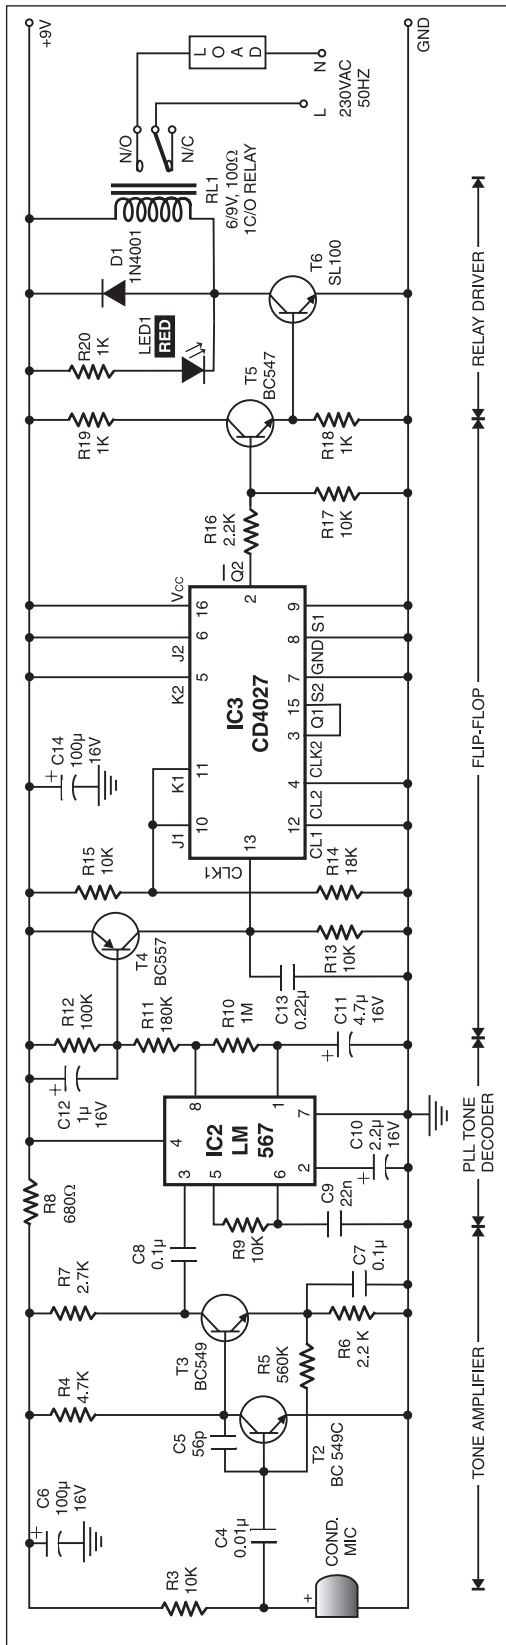 +9V
GND
LOAD
N
L
230VAC
50HZ
N/O
N/C
RL1
6/9V, 100Ω
1C/O RELAY
D1
1N4001
T6
SL100
R20
1K
LED1
RED
R19
1K
T5
BC547
R18
1K
R16
2.2K
R17
10K
Q2
VCC
16
J2
6
K2
5
K1
11
J1
10
2
IC3
CD4027
9
S1
8
GND
7
S2
15
Q1
3
CLK2
4
CL2
12
CL1
13
CLK1
+
C14
100µ
16V
R15
10K
R14
18K
T4
BC557
R13
10K
R12
100K
R11
180K
R10
1M
C13
0.22µ
+
C11
4.7µ
16V
+
C12
1µ
16V
4
8
1
3
5
6
2
7
IC2
LM
567
+
C10
2.2µ
16V
R8
680Ω
C8
0.1µ
R9
10K
C9
22n
R7
2.7K
T3
BC549
C7
0.1µ
R6
2.2 K
R5
560K
R4
4.7K
C5
56p
T2
BC 549C
+
C6
100µ
16V
C4
0.01µ
R3
10K
+
COND.
MIC
TONE AMPLIFIER
PLL TONE
DECODER
FLIP-FLOP
RELAY DRIVER